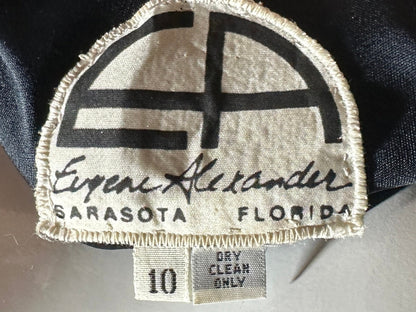 EA
Eugene Alexander
SARASOTA FLORIDA
10
DRY
CLEAN
ONLY